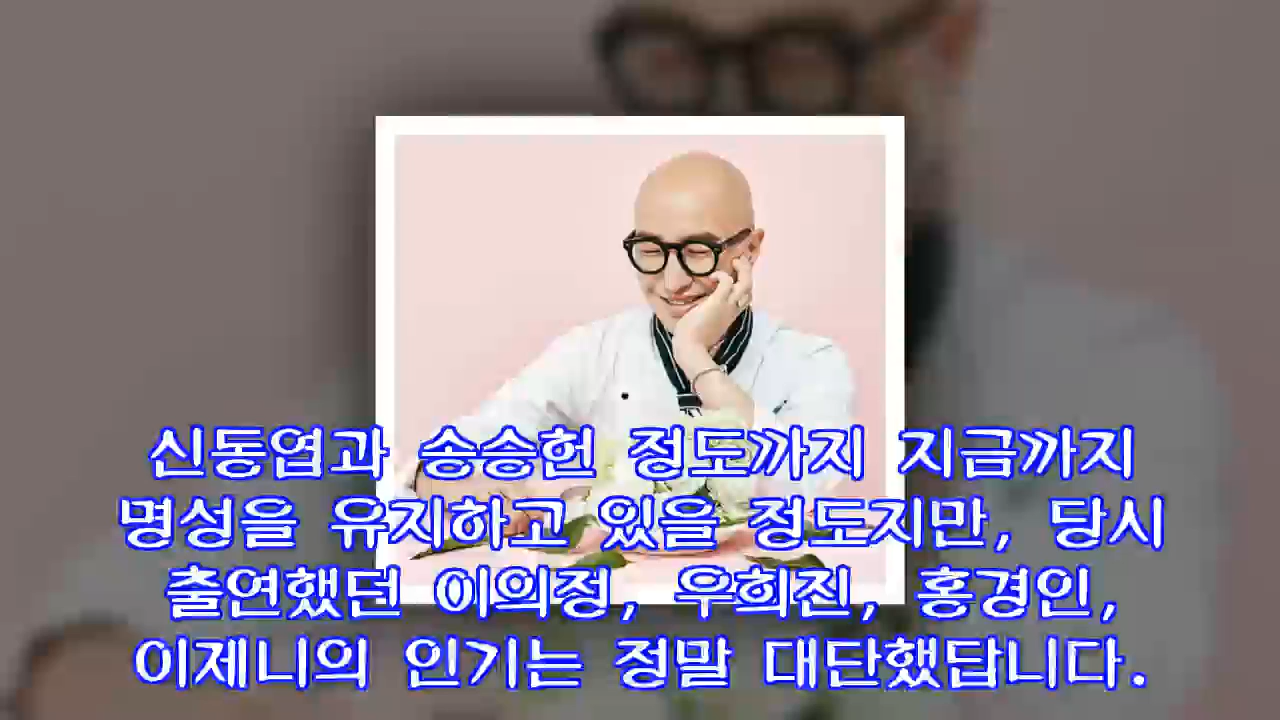 신동엽과 송승헌 정도까지 지금까지
명성을 유지하고 있을 정도지만, 당시
출연했던 이의정, 우희진, 홍경인,
이제니의 인기는 정말 대단했답니다.